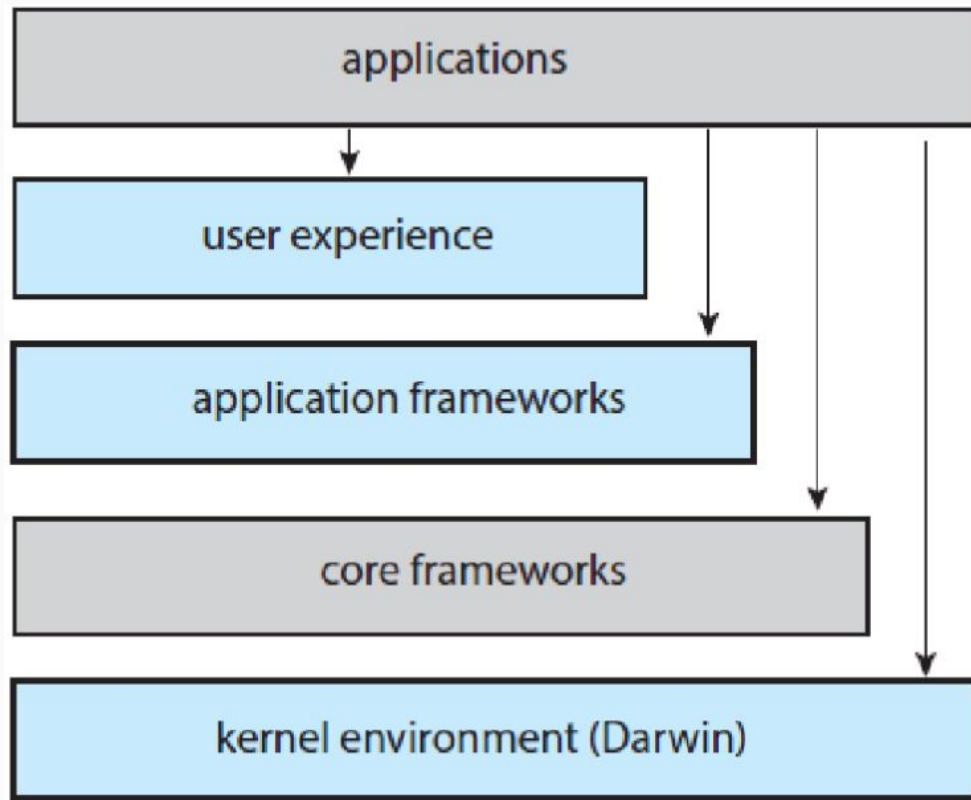 applications
user experience
application frameworks
core frameworks
kernel environment (Darwin)